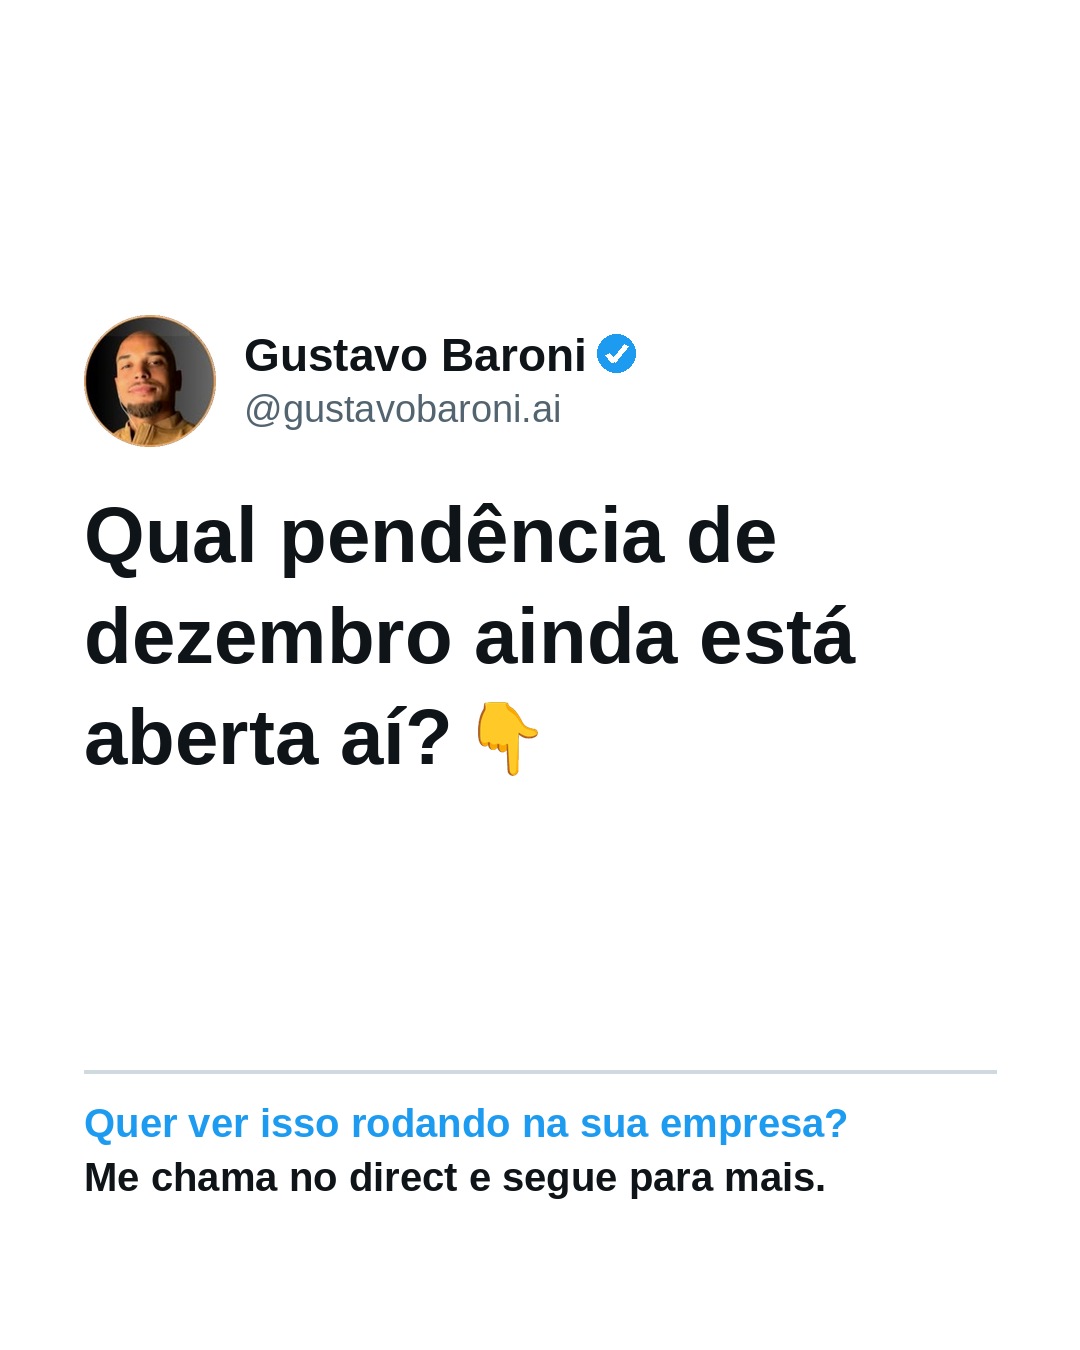 Gustavo Baroni
@gustavobaroni.ai
Qual pendência de
dezembro ainda está
aberta aí? 👇
Quer ver isso rodando na sua empresa?
Me chama no direct e segue para mais.